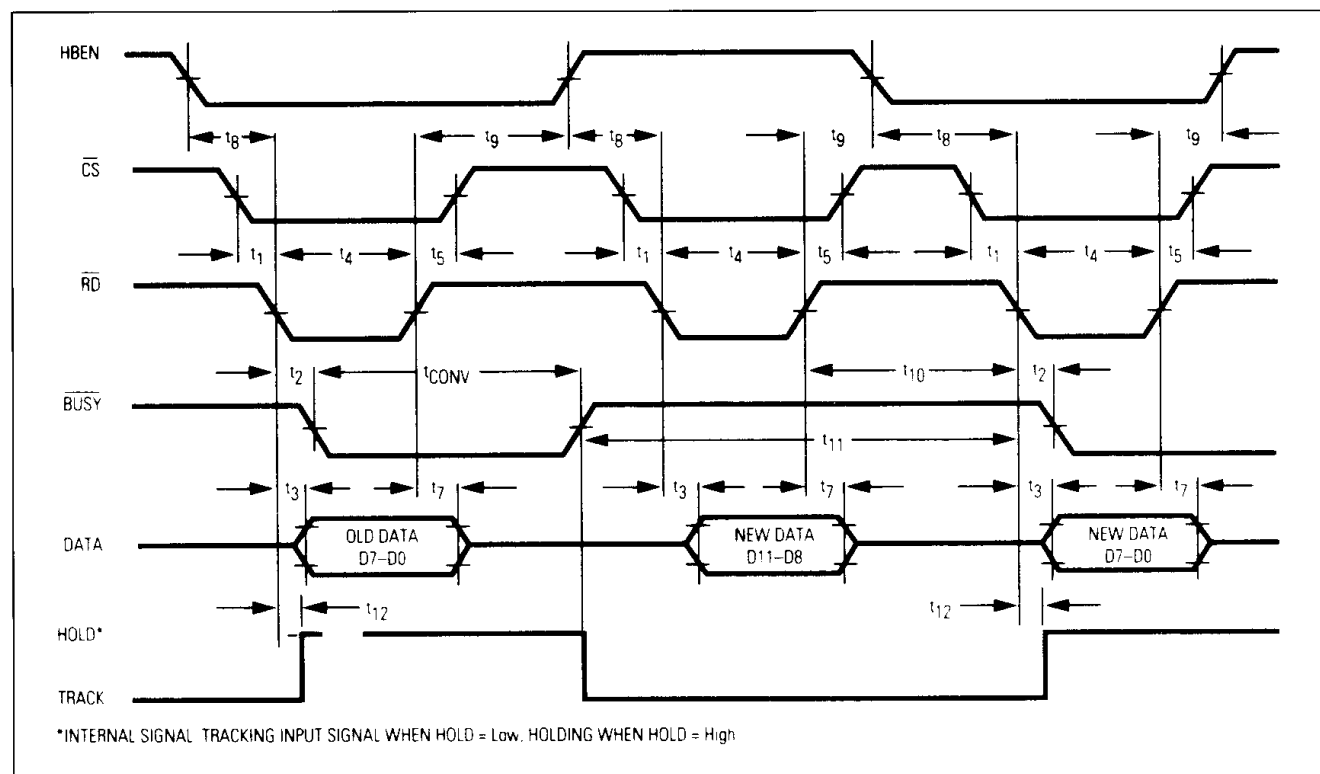 HBEN
t8 t9 t8 t9 t8 t9
CS
t1 t4 t5 t1 t4 t5 t1 t4 t5
RD
t2 tCONV t10 t2
BUSY
t11
t3 t7 t3 t7 t3 t7
DATA
OLD DATA
D7–D0
NEW DATA
D11–D8
NEW DATA
D7–D0
t12 t12
HOLD*
TRACK
*INTERNAL SIGNAL TRACKING INPUT SIGNAL WHEN HOLD = Low, HOLDING WHEN HOLD = High